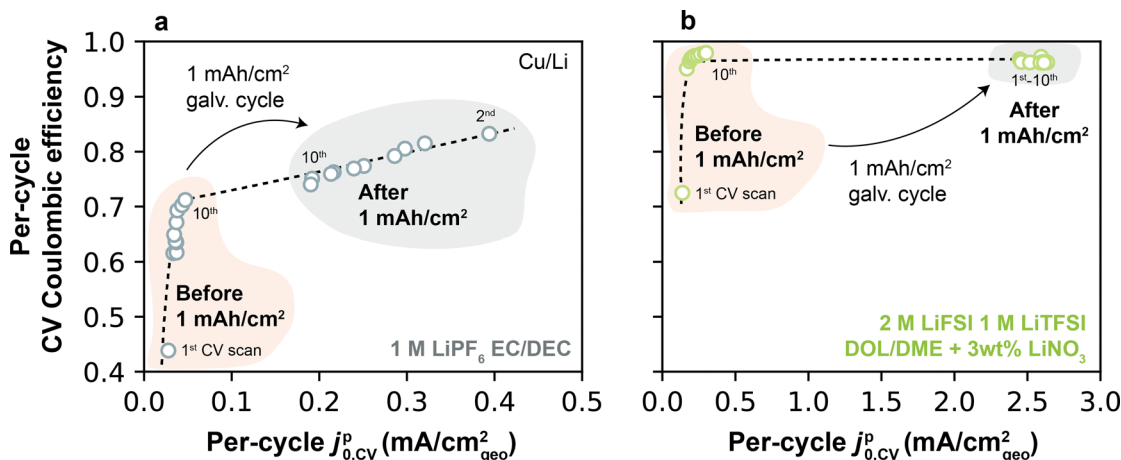 a
b
Per-cycle
CV Coulombic efficiency
1.0
0.9
0.8
0.7
0.6
0.5
0.4
1 mAh/cm²
galv. cycle
Cu/Li
2ⁿᵈ
10ᵗʰ
After
1 mAh/cm²
10ᵗʰ
Before
1 mAh/cm²
1ˢᵗ CV scan
1 M LiPF₆ EC/DEC
0.0 0.1 0.2 0.3 0.4 0.5
Per-cycle j₀,CVᵖ (mA/cm²geo)
10ᵗʰ
1ˢᵗ-10ᵗʰ
Before
1 mAh/cm²
After
1 mAh/cm²
1 mAh/cm²
galv. cycle
1ˢᵗ CV scan
2 M LiFSI 1 M LiTFSI
DOL/DME + 3wt% LiNO₃
0.0 0.5 1.0 1.5 2.0 2.5 3.0
Per-cycle j₀,CVᵖ (mA/cm²geo)